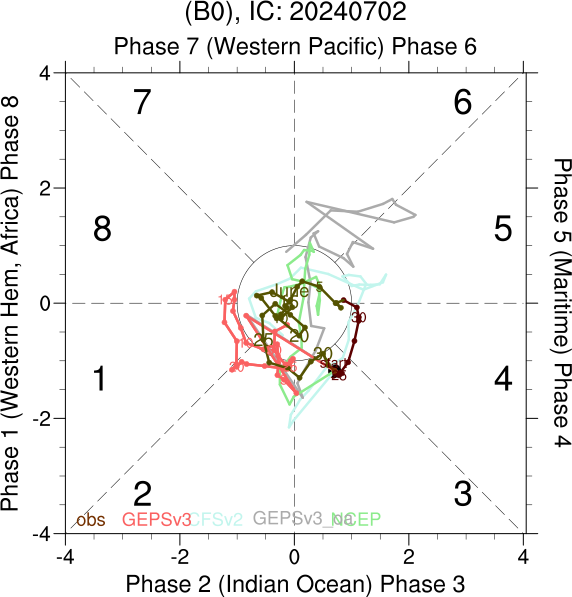 (B0), IC: 20240702
Phase 7 (Western Pacific) Phase 6
Phase 1 (Western Hem, Africa) Phase 8
Phase 5 (Maritime) Phase 4
4
2
0
-2
-4
7
6
8
5
1
4
2
3
June
5
20
25
30
start
30
obs
GEPSv3
CFSv2
GEPSv3_oa
NCEP
-4
-2
0
2
4
Phase 2 (Indian Ocean) Phase 3